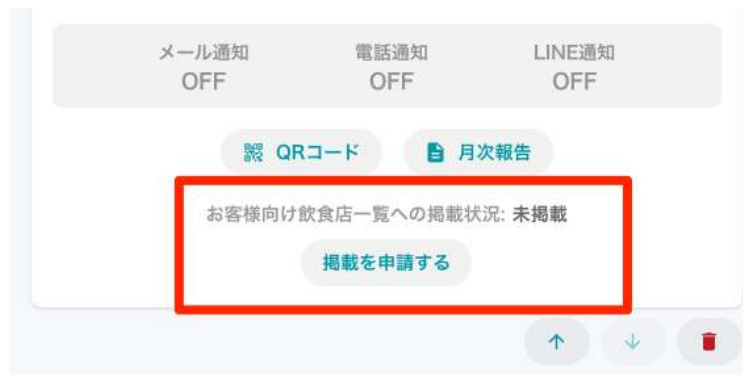 メール通知 電話通知 LINE通知
OFF OFF OFF
QRコード 月次報告
お客様向け飲食店一覧への掲載状況: 未掲載
掲載を申請する